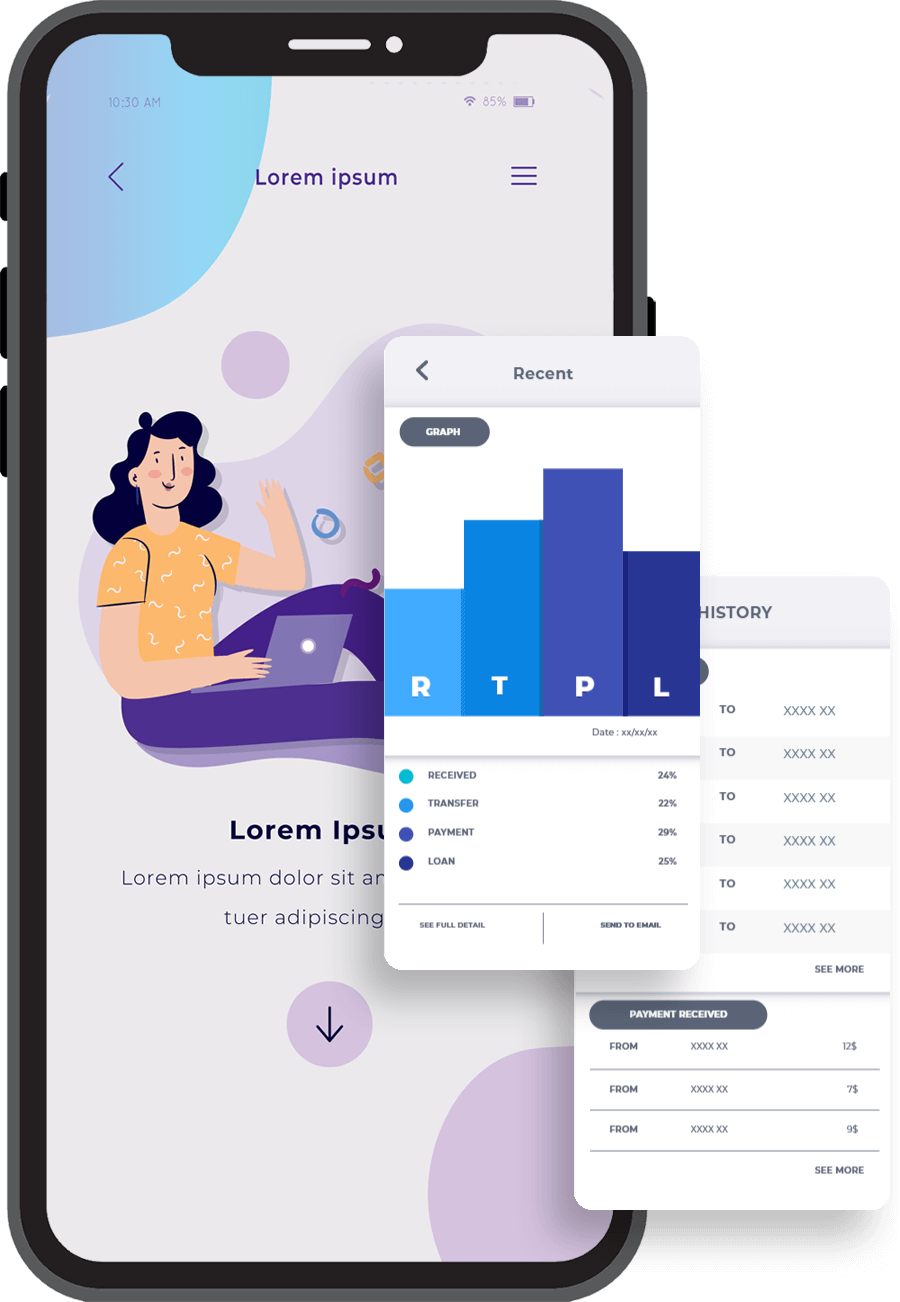 10:30 AM 85%
Lorem ipsum
Recent
GRAPH
R T P L
Date : xx/xx/xx
RECEIVED 24%
TRANSFER 22%
PAYMENT 29%
LOAN 25%
SEE FULL DETAIL SEND TO EMAIL
Lorem
Lorem ipsum dolor sit
tuer adipiscing
HISTORY
TO XXXX XX
TO XXXX XX
TO XXXX XX
TO XXXX XX
TO XXXX XX
TO XXXX XX
SEE MORE
PAYMENT RECEIVED
FROM XXXX XX 12$
FROM XXXX XX 7$
FROM XXXX XX 9$
SEE MORE